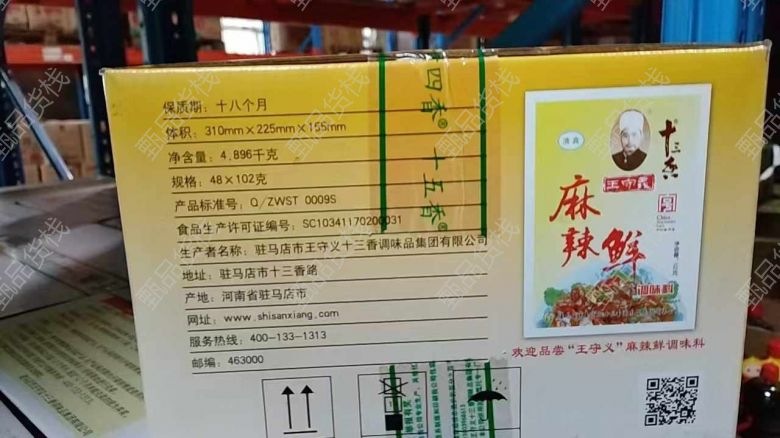 保质期：十八个月
体积：310mm×225mm×155mm
净含量：4,896千克
规格：48×102克
产品标准号：Q/ZWST 0009S
食品生产许可证编号：SC10341170200031
生产者名称：驻马店市王守义十三香调味品集团有限公司
地址：驻马店市十三香路
产地：河南省驻马店市
网址：www.shisanxiang.com
服务热线：400-133-1313
邮编：463000
四香® 十五香
清真
十三香
王守义
麻辣鲜
调味料
欢迎品尝“王守义”麻辣鲜调味料
甄品货栈